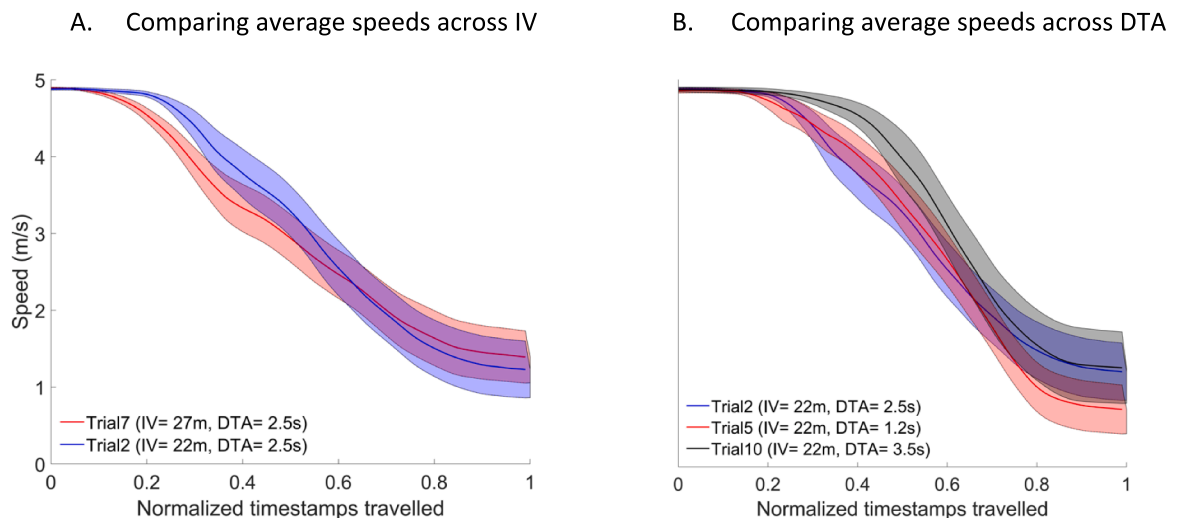 A. Comparing average speeds across IV
5
4
3
2
1
0
Speed (m/s)
Trial7 (IV= 27m, DTA= 2.5s)
Trial2 (IV= 22m, DTA= 2.5s)
0 0.2 0.4 0.6 0.8 1
Normalized timestamps travelled
B. Comparing average speeds across DTA
Trial2 (IV= 22m, DTA= 2.5s)
Trial5 (IV= 22m, DTA= 1.2s)
Trial10 (IV= 22m, DTA= 3.5s)
0 0.2 0.4 0.6 0.8 1
Normalized timestamps travelled